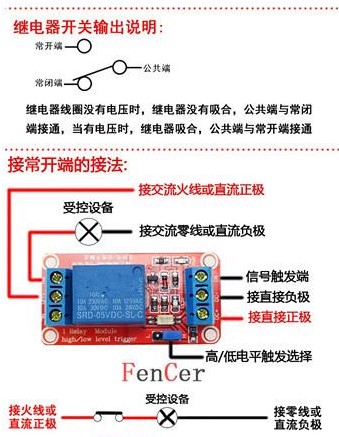 继电器开关输出说明:
常开端
公共端
常闭端
继电器线圈没有电压时，继电器没有吸合，公共端与常闭
端接通，当有电压时，继电器吸合，公共端与常开端接通
接常开端的接法:
接交流火线或直流正极
受控设备
接交流零线或直流负极
信号触发端
接直接负极
接直接正极
10A 250VAC 10A 125VAC
10A 30VDC 10A 28VDC
SRD-05VDC-SL-C
1 Relay Module
high/low level trigger
高/低电平触发选择
FenCer
受控设备
接火线或
直流正极
接零线或
直流负极